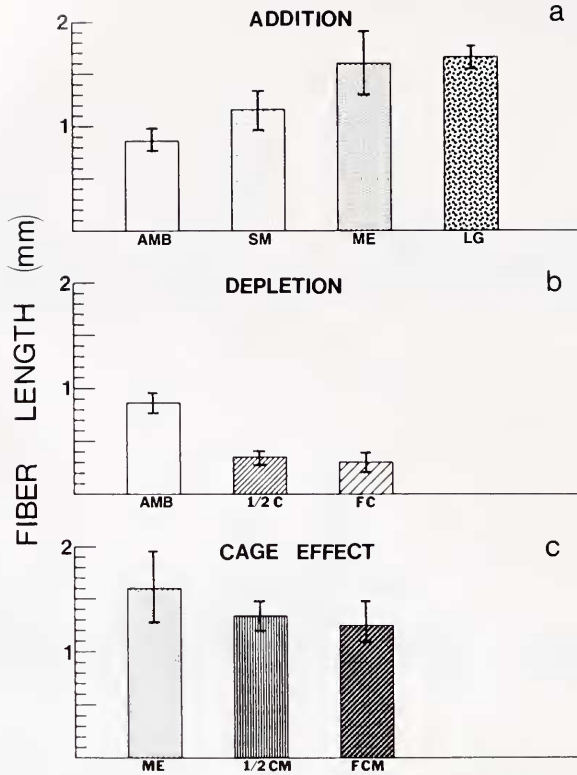 FIBER LENGTH (mm)
ADDITION
a
2
1
AMB SM ME LG
DEPLETION
b
2
1
AMB 1/2 C FC
CAGE EFFECT
c
2
1
ME 1/2 CM FCM